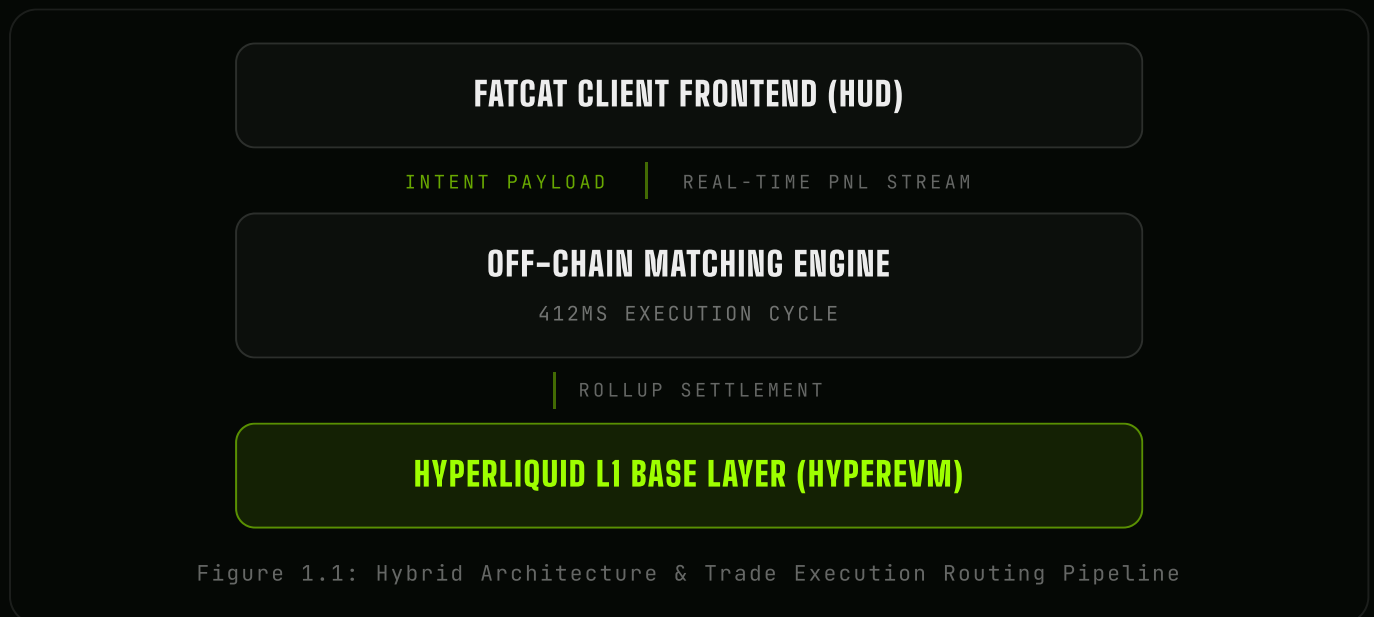 FATCAT CLIENT FRONTEND (HUD)
INTENT PAYLOAD
REAL-TIME PNL STREAM
OFF-CHAIN MATCHING ENGINE
412MS EXECUTION CYCLE
ROLLUP SETTLEMENT
HYPERLIQUID L1 BASE LAYER (HYPEREVM)
Figure 1.1: Hybrid Architecture & Trade Execution Routing Pipeline